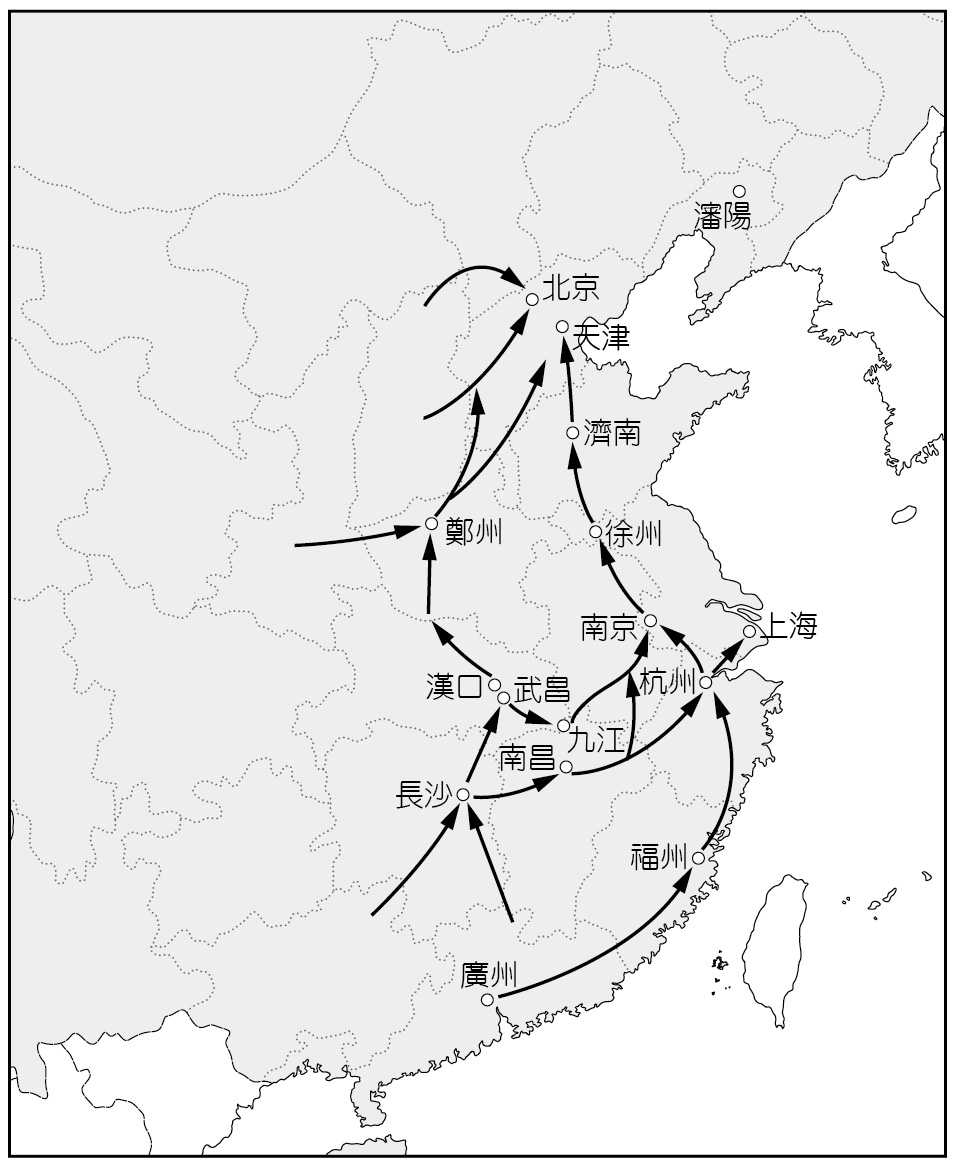 瀋陽
北京
天津
濟南
鄭州
徐州
南京
上海
漢口
武昌
杭州
九江
南昌
長沙
福州
廣州